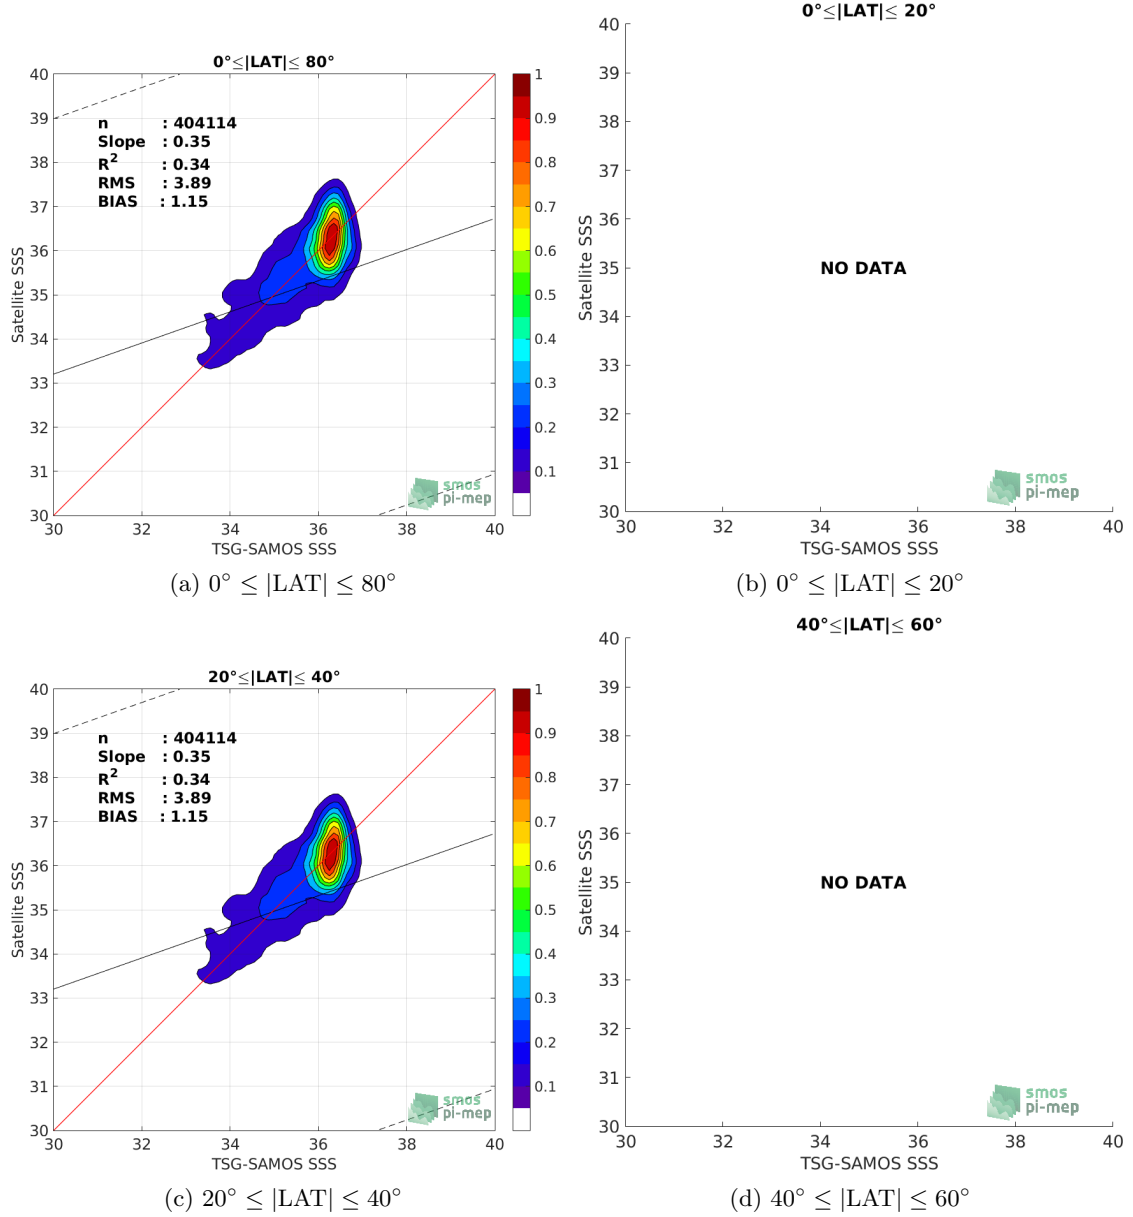 0°≤|LAT|≤ 80°
40
39
38
37
36
35
34
33
32
31
30
30 32 34 36 38 40
Satellite SSS
TSG-SAMOS SSS
n : 404114
Slope : 0.35
R² : 0.34
RMS : 3.89
BIAS : 1.15
1
0.9
0.8
0.7
0.6
0.5
0.4
0.3
0.2
0.1
smos
pi-mep
(a) 0° ≤ |LAT| ≤ 80°
0°≤|LAT|≤ 20°
40
39
38
37
36
35
34
33
32
31
30
30 32 34 36 38 40
Satellite SSS
TSG-SAMOS SSS
NO DATA
smos
pi-mep
(b) 0° ≤ |LAT| ≤ 20°
20°≤|LAT|≤ 40°
40
39
38
37
36
35
34
33
32
31
30
30 32 34 36 38 40
Satellite SSS
TSG-SAMOS SSS
n : 404114
Slope : 0.35
R² : 0.34
RMS : 3.89
BIAS : 1.15
1
0.9
0.8
0.7
0.6
0.5
0.4
0.3
0.2
0.1
smos
pi-mep
(c) 20° ≤ |LAT| ≤ 40°
40°≤|LAT|≤ 60°
40
39
38
37
36
35
34
33
32
31
30
30 32 34 36 38 40
Satellite SSS
TSG-SAMOS SSS
NO DATA
smos
pi-mep
(d) 40° ≤ |LAT| ≤ 60°